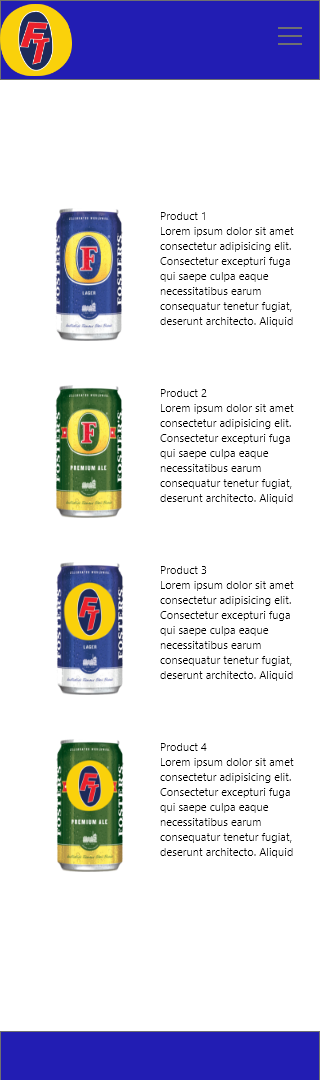 FT
Product 1
Lorem ipsum dolor sit amet
consectetur adipisicing elit.
Consectetur excepturi fuga
qui saepe culpa eaque
necessitatibus earum
consequatur tenetur fugiat,
deserunt architecto. Aliquid
FOSTER'S
F
LAGER
FOSTER'S
Product 2
Lorem ipsum dolor sit amet
consectetur adipisicing elit.
Consectetur excepturi fuga
qui saepe culpa eaque
necessitatibus earum
consequatur tenetur fugiat,
deserunt architecto. Aliquid
FOSTER'S
F
PREMIUM ALE
FOSTER'S
Product 3
Lorem ipsum dolor sit amet
consectetur adipisicing elit.
Consectetur excepturi fuga
qui saepe culpa eaque
necessitatibus earum
consequatur tenetur fugiat,
deserunt architecto. Aliquid
FOSTER'S
FT
LAGER
FOSTER'S
Product 4
Lorem ipsum dolor sit amet
consectetur adipisicing elit.
Consectetur excepturi fuga
qui saepe culpa eaque
necessitatibus earum
consequatur tenetur fugiat,
deserunt architecto. Aliquid
FOSTER'S
FT
PREMIUM ALE
FOSTER'S